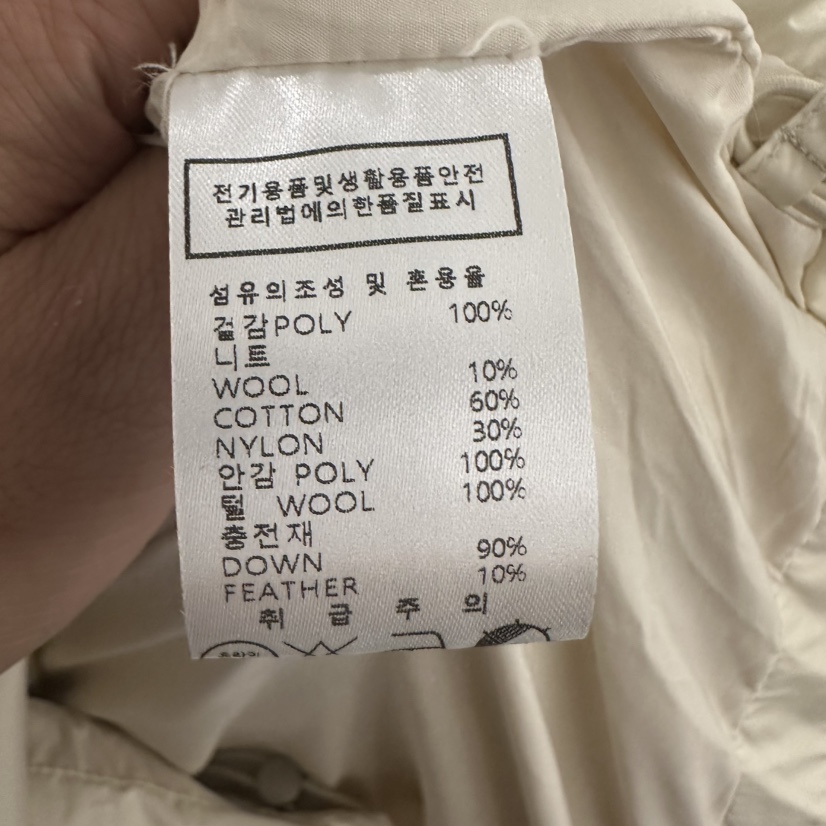 전기용품및생활용품안전
관리법에의한품질표시
섬유의조성 및 혼용율
겉감POLY 100%
니트
WOOL 10%
COTTON 60%
NYLON 30%
안감 POLY 100%
털 WOOL 100%
충전재
DOWN 90%
FEATHER 10%
취 급 주 의
드라이